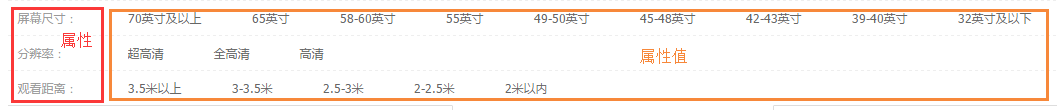 屏幕尺寸： 70英寸及以上 65英寸 58-60英寸 55英寸 49-50英寸 45-48英寸 42-43英寸 39-40英寸 32英寸及以下
属性
分辨率： 超高清 全高清 高清 属性值
观看距离： 3.5米以上 3-3.5米 2.5-3米 2-2.5米 2米以内